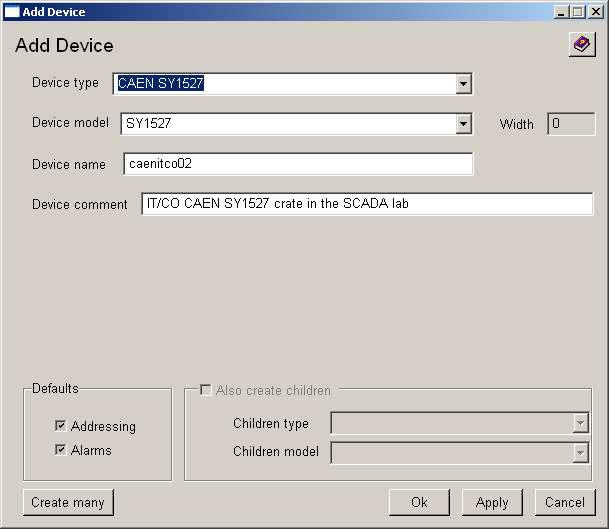 Add Device
Add Device
Device type CAEN SY1527
Device model SY1527 Width 0
Device name caenitco02
Device comment IT/CO CAEN SY1527 crate in the SCADA lab
Defaults Also create children
Addressing Children type
Alarms Children model
Create many Ok Apply Cancel